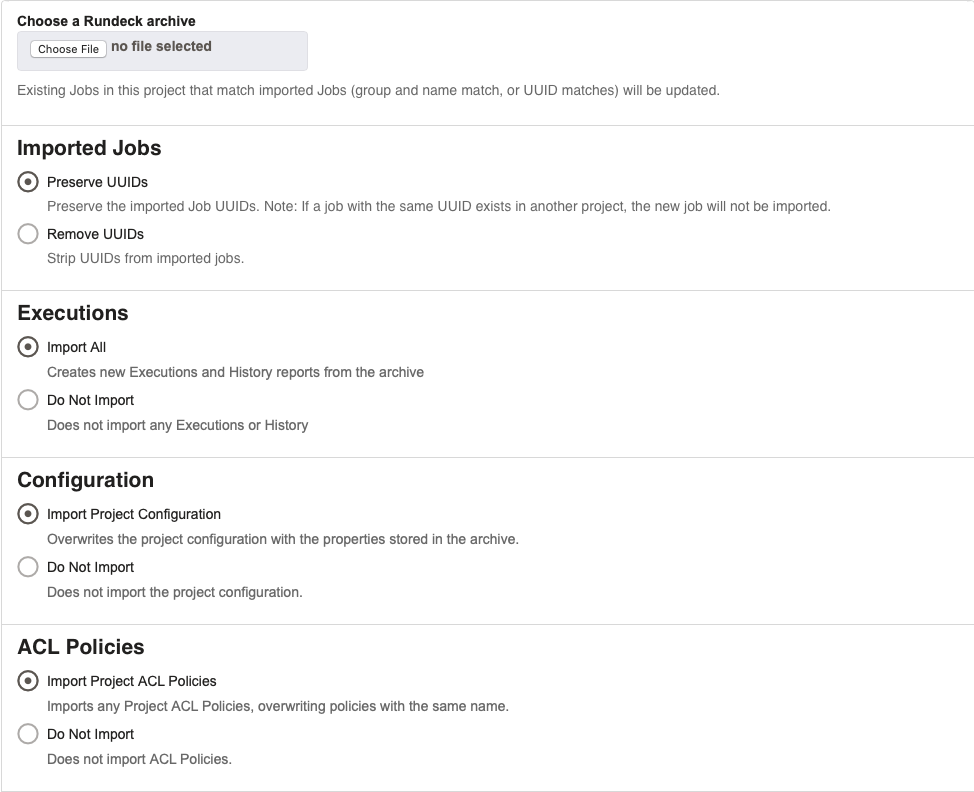 Choose a Rundeck archive
Choose File no file selected
Existing Jobs in this project that match imported Jobs (group and name match, or UUID matches) will be updated.
Imported Jobs
Preserve UUIDs
Preserve the imported Job UUIDs. Note: If a job with the same UUID exists in another project, the new job will not be imported.
Remove UUIDs
Strip UUIDs from imported jobs.
Executions
Import All
Creates new Executions and History reports from the archive
Do Not Import
Does not import any Executions or History
Configuration
Import Project Configuration
Overwrites the project configuration with the properties stored in the archive.
Do Not Import
Does not import the project configuration.
ACL Policies
Import Project ACL Policies
Imports any Project ACL Policies, overwriting policies with the same name.
Do Not Import
Does not import ACL Policies.